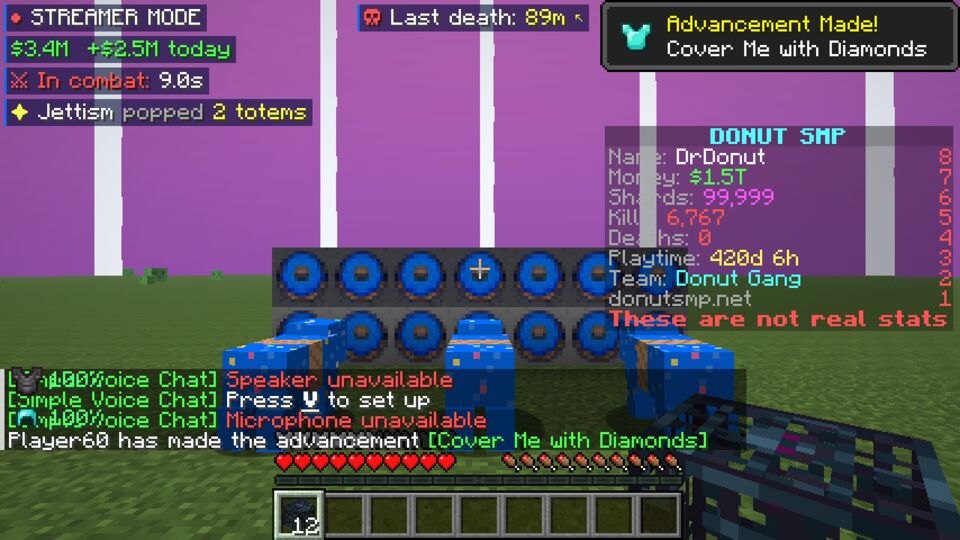 STREAMER MODE
$3.4M +$2.5M today
In combat: 9.0s
Jettism popped 2 totems
Last death: 89m
Advancement Made!
Cover Me with Diamonds
DONUT SMP
Name: DrDonut 8
Money: $1.5T 7
Shards: 99,999 6
Kills: 6,767 5
Deaths: 0 4
Playtime: 420d 6h 3
Team: Donut Gang 2
donutsmp.net 1
These are not real stats
100%
[Simple Voice Chat] Speaker unavailable
[Simple Voice Chat] Press V to set up
100%
[Simple Voice Chat] Microphone unavailable
Player60 has made the advancement [Cover Me with Diamonds]
12